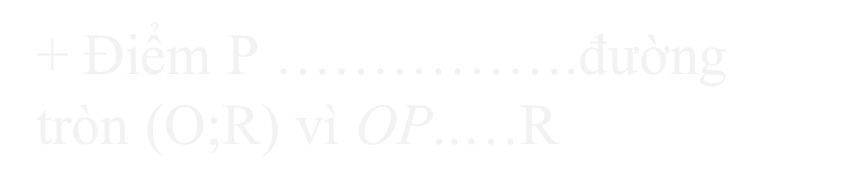 + Điểm P …………….đường
tròn (O;R) vì OP.….R